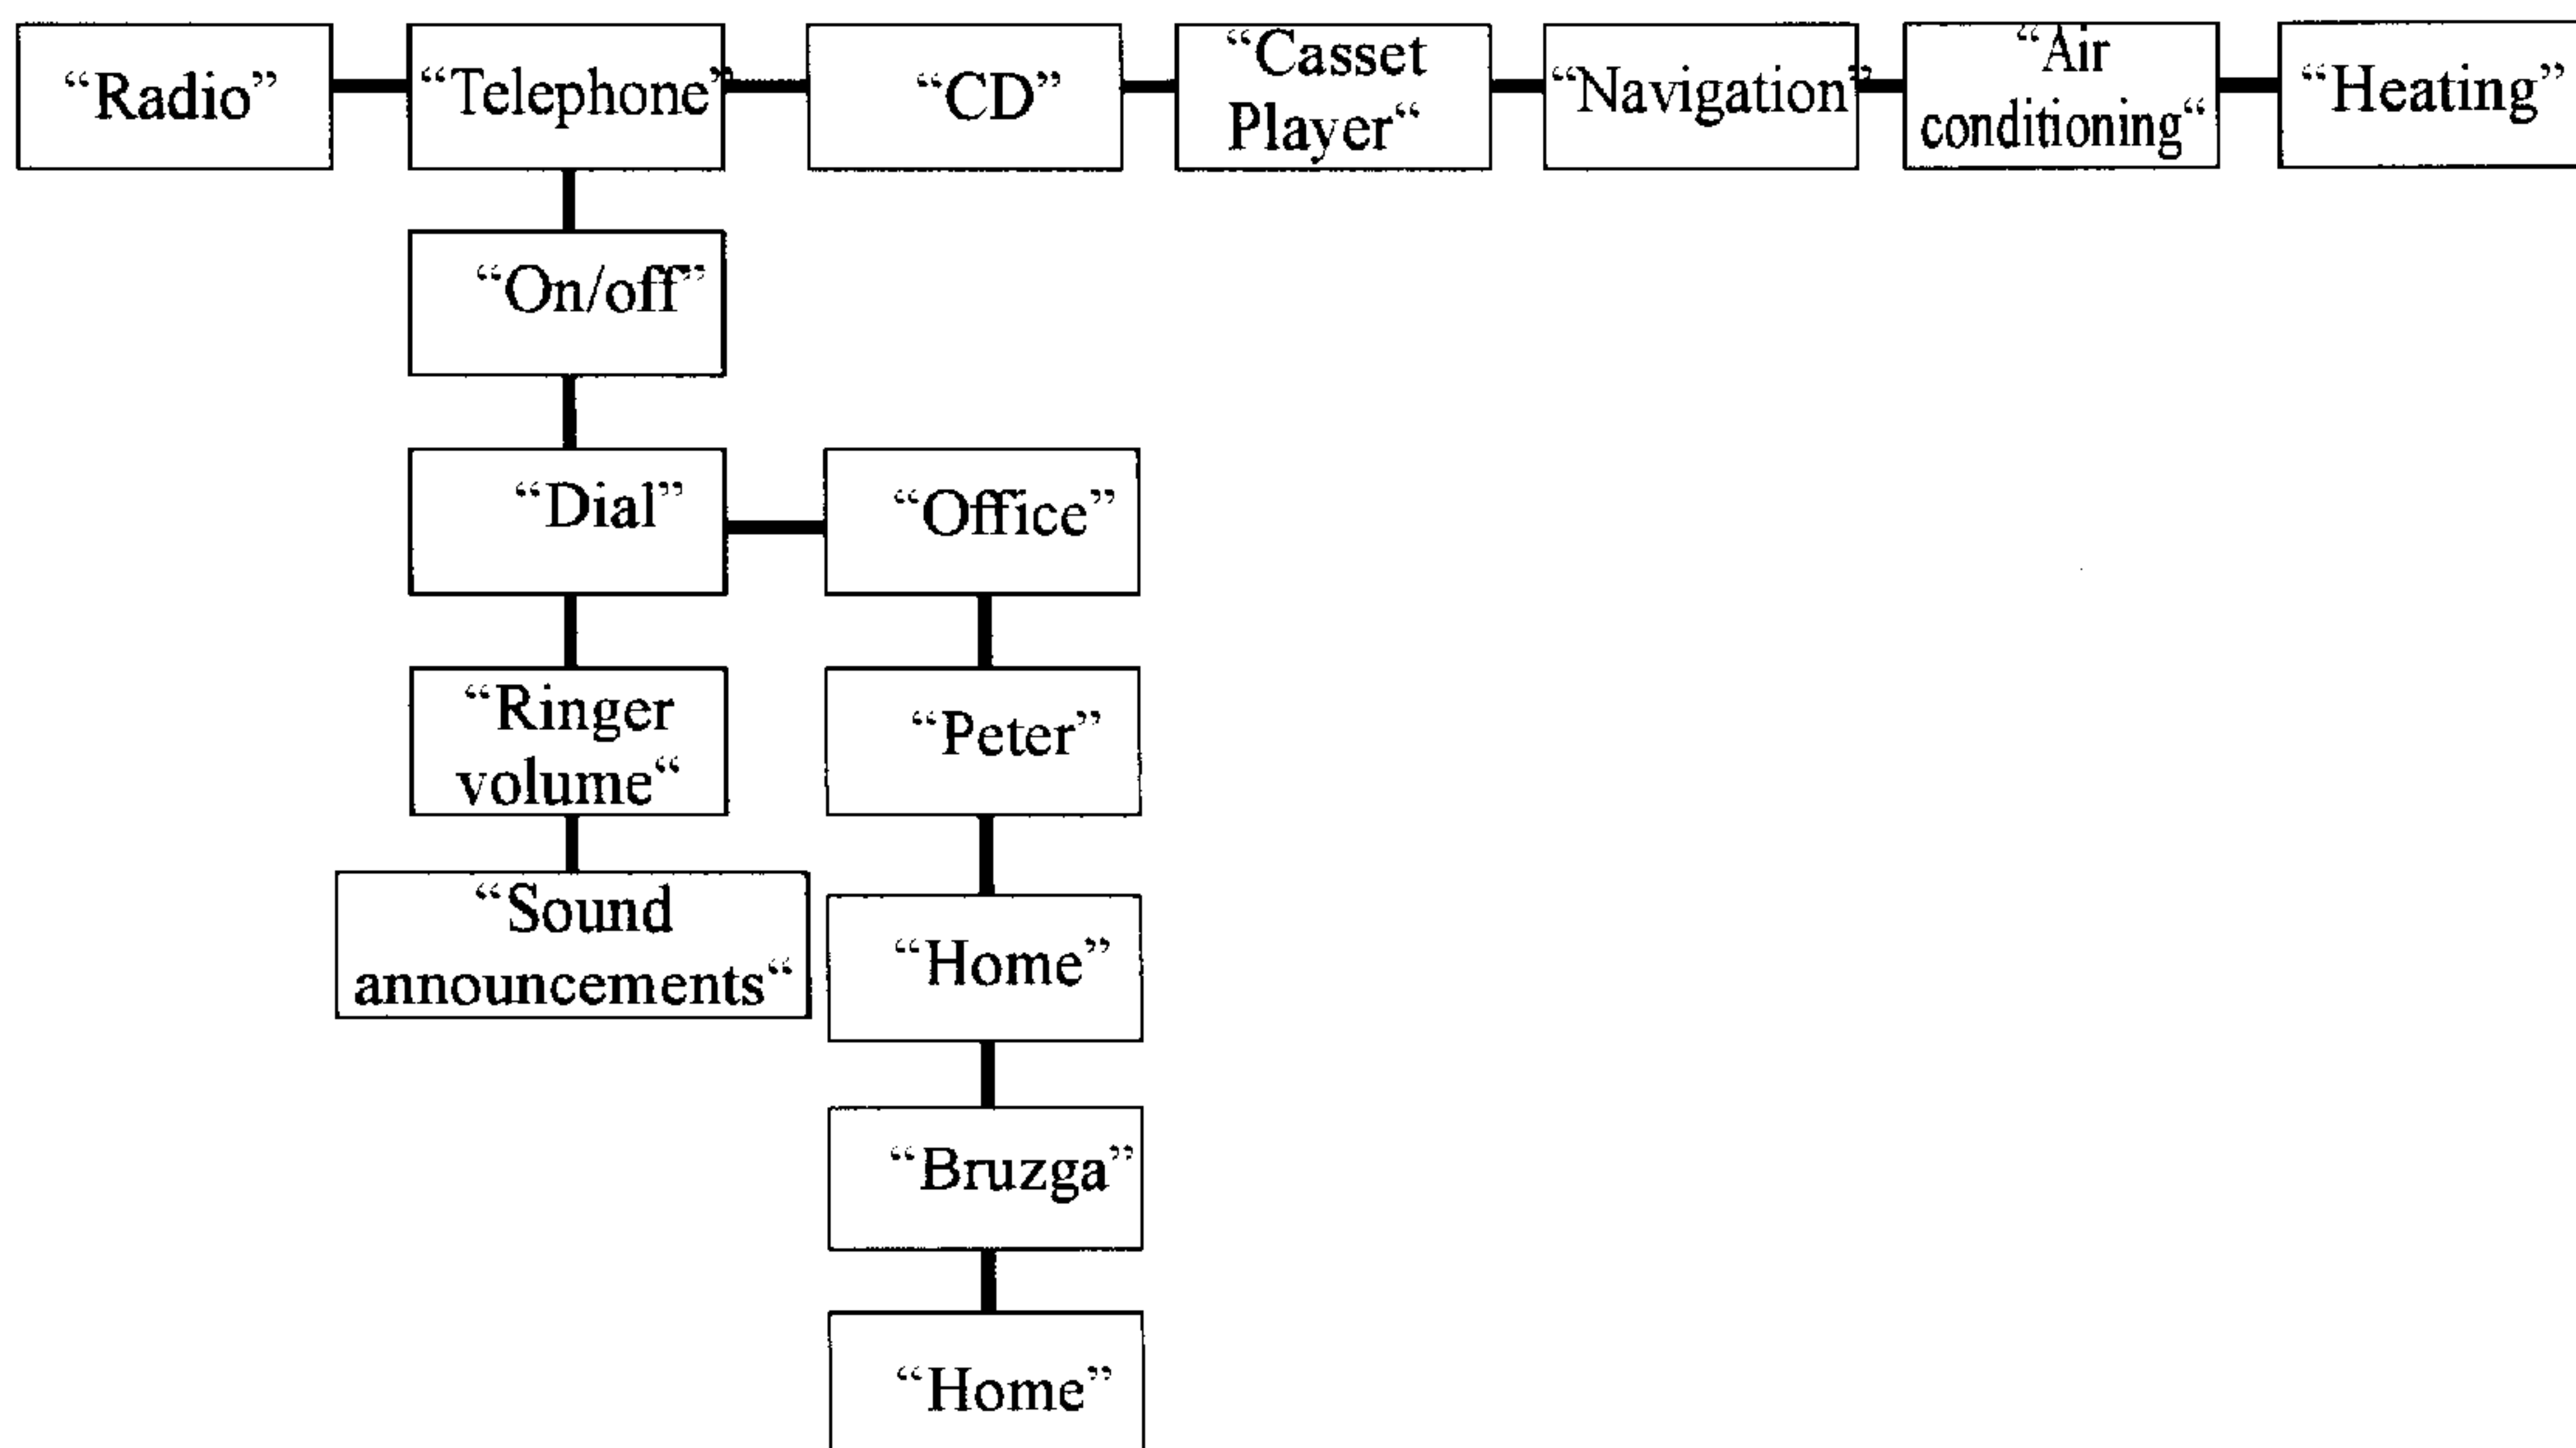 “Radio”
“Telephone”
“CD”
“Casset
Player“
“Navigation”
“Air
conditioning“
“Heating”
“On/off”
“Dial”
“Office”
“Ringer
volume“
“Peter”
“Sound
announcements“
“Home”
“Bruzga”
“Home”